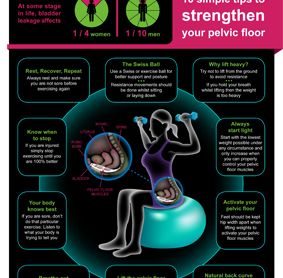 10 simple tips to
At some stage
in life, bladder
leakage affects
strengthen
your pelvic floor
1 / 4 women
1 / 10 men
Rest, Recover, Repeat
Always rest and make sure
you are not sore before
exercising again
The Swiss Ball
Use a Swiss or exercise ball for
better support and posture
Resistance movements should
be done whilst sitting
or laying down
Why lift heavy?
Try not to lift from the ground
to avoid resistance
If you hold your breath
whilst lifting then the weight
is too heavy
Know when
to stop
If you are injured
simply stop
exercising until you
are 100% better
Always
start light
Start with the lowest
weight possible under
any circumstance and
only increase when
you can properly
control your pelvic
floor muscles
UTERUS
PUBIC
BONE
BLADDER
PELVIC FLOOR
MUSCLES
Your body
knows best
If you are sore, don't
do that particular
exercise. Listen to
what your body is
trying to tell you
Activate your
pelvic floor
Feet should be kept
hip width apart when
lifting weights to
activate your pelvic
floor muscles
Natural back curve